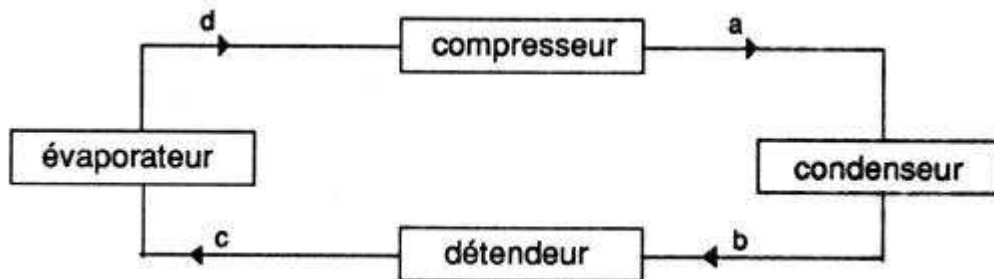 d
compresseur
a
évaporateur
condenseur
c
détendeur
b